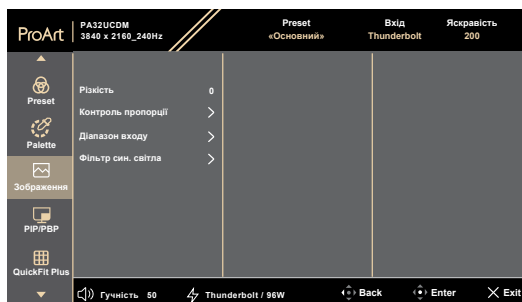 ProArt
PA32UCDM
3840 x 2160_240Hz
Preset
«Основний»
Вхід
Thunderbolt
Яскравість
200
Preset
Palette
Зображення
PIP/PBP
QuickFit Plus
Різкість 0
Контроль пропорції
Діапазон входу
Фільтр син. світла
Гучність 50
Thunderbolt / 96W
Back
Enter
Exit